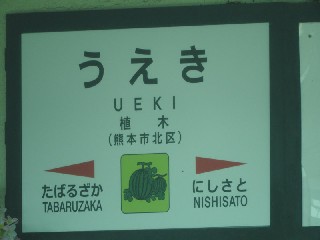 うえき
UEKI
植木
(熊本市北区)
たばるざか にしさと
TABARUZAKA NISHISATO